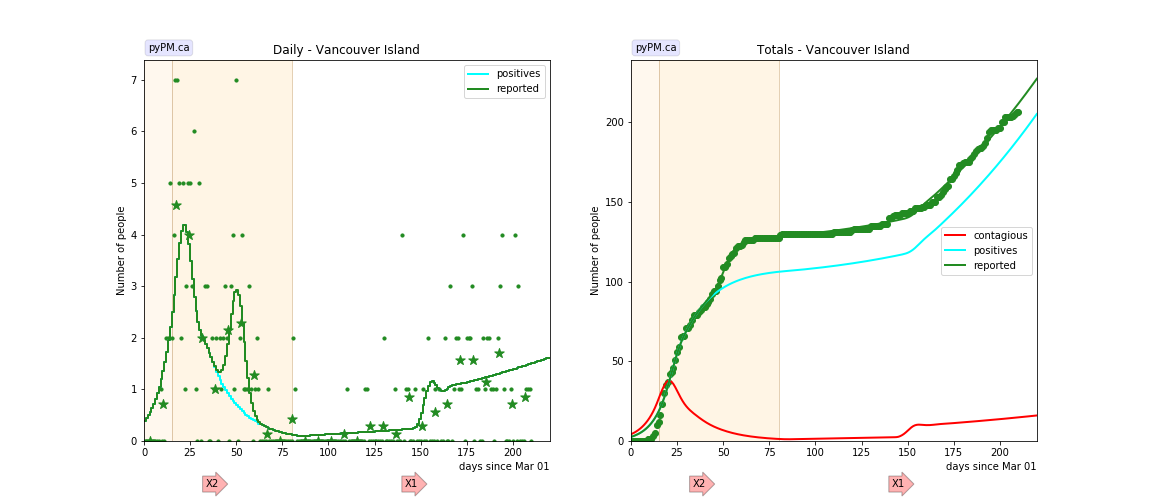 pyPM.ca
Daily - Vancouver Island
positives
reported
Number of people
7
6
5
4
3
2
1
0
0 25 50 75 100 125 150 175 200
days since Mar 01
X2
X1
pyPM.ca
Totals - Vancouver Island
Number of people
200
150
100
50
0
contagious
positives
reported
0 25 50 75 100 125 150 175 200
days since Mar 01
X2
X1